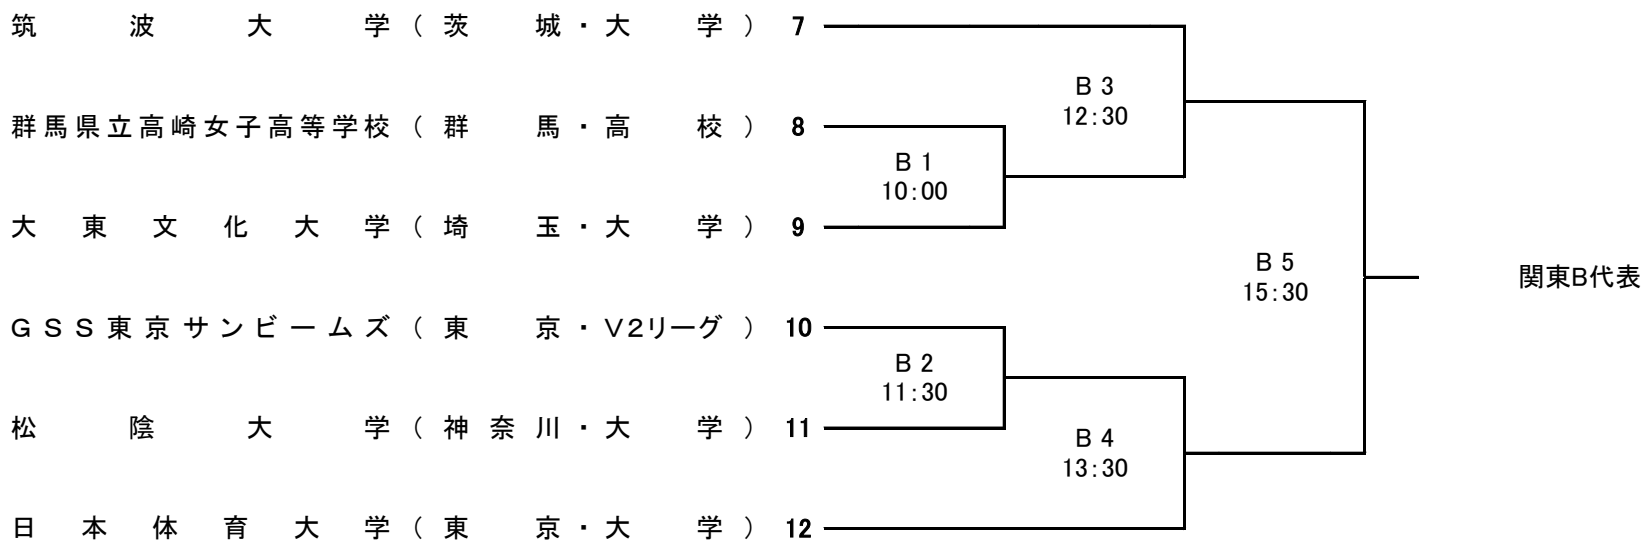 筑波大学（茨城・大学） 7
B 3
12:30
群馬県立高崎女子高等学校（群馬・高校） 8
B 1
10:00
大東文化大学（埼玉・大学） 9
B 5
15:30
関東B代表
GSS東京サンビームズ（東京・V2リーグ） 10
B 2
11:30
松陰大学（神奈川・大学） 11
B 4
13:30
日本体育大学（東京・大学） 12